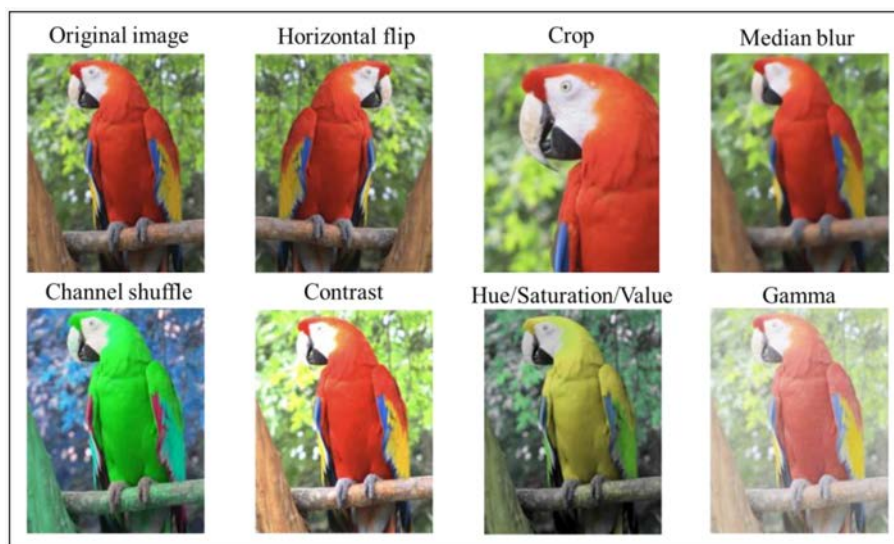 Original image
Horizontal flip
Crop
Median blur
Channel shuffle
Contrast
Hue/Saturation/Value
Gamma